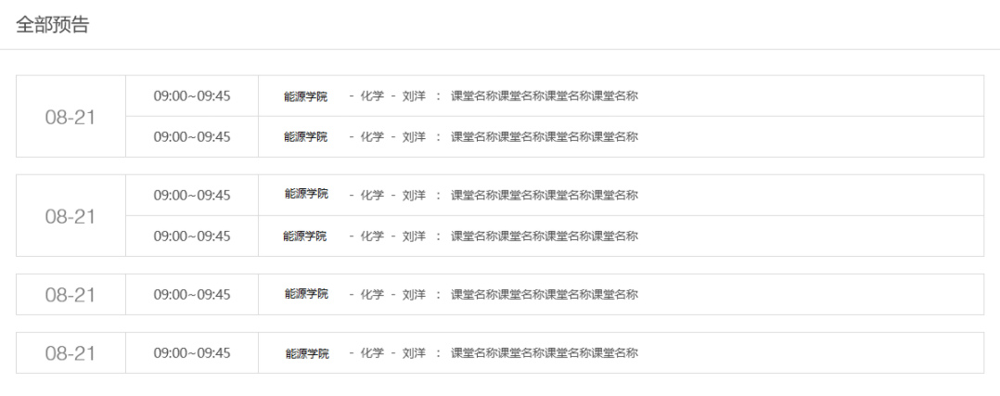 全部预告
08-21
09:00~09:45 能源学院 - 化学 - 刘洋 : 课堂名称课堂名称课堂名称课堂名称
09:00~09:45 能源学院 - 化学 - 刘洋 : 课堂名称课堂名称课堂名称课堂名称
08-21
09:00~09:45 能源学院 - 化学 - 刘洋 : 课堂名称课堂名称课堂名称课堂名称
09:00~09:45 能源学院 - 化学 - 刘洋 : 课堂名称课堂名称课堂名称课堂名称
08-21 09:00~09:45 能源学院 - 化学 - 刘洋 : 课堂名称课堂名称课堂名称课堂名称
08-21 09:00~09:45 能源学院 - 化学 - 刘洋 : 课堂名称课堂名称课堂名称课堂名称